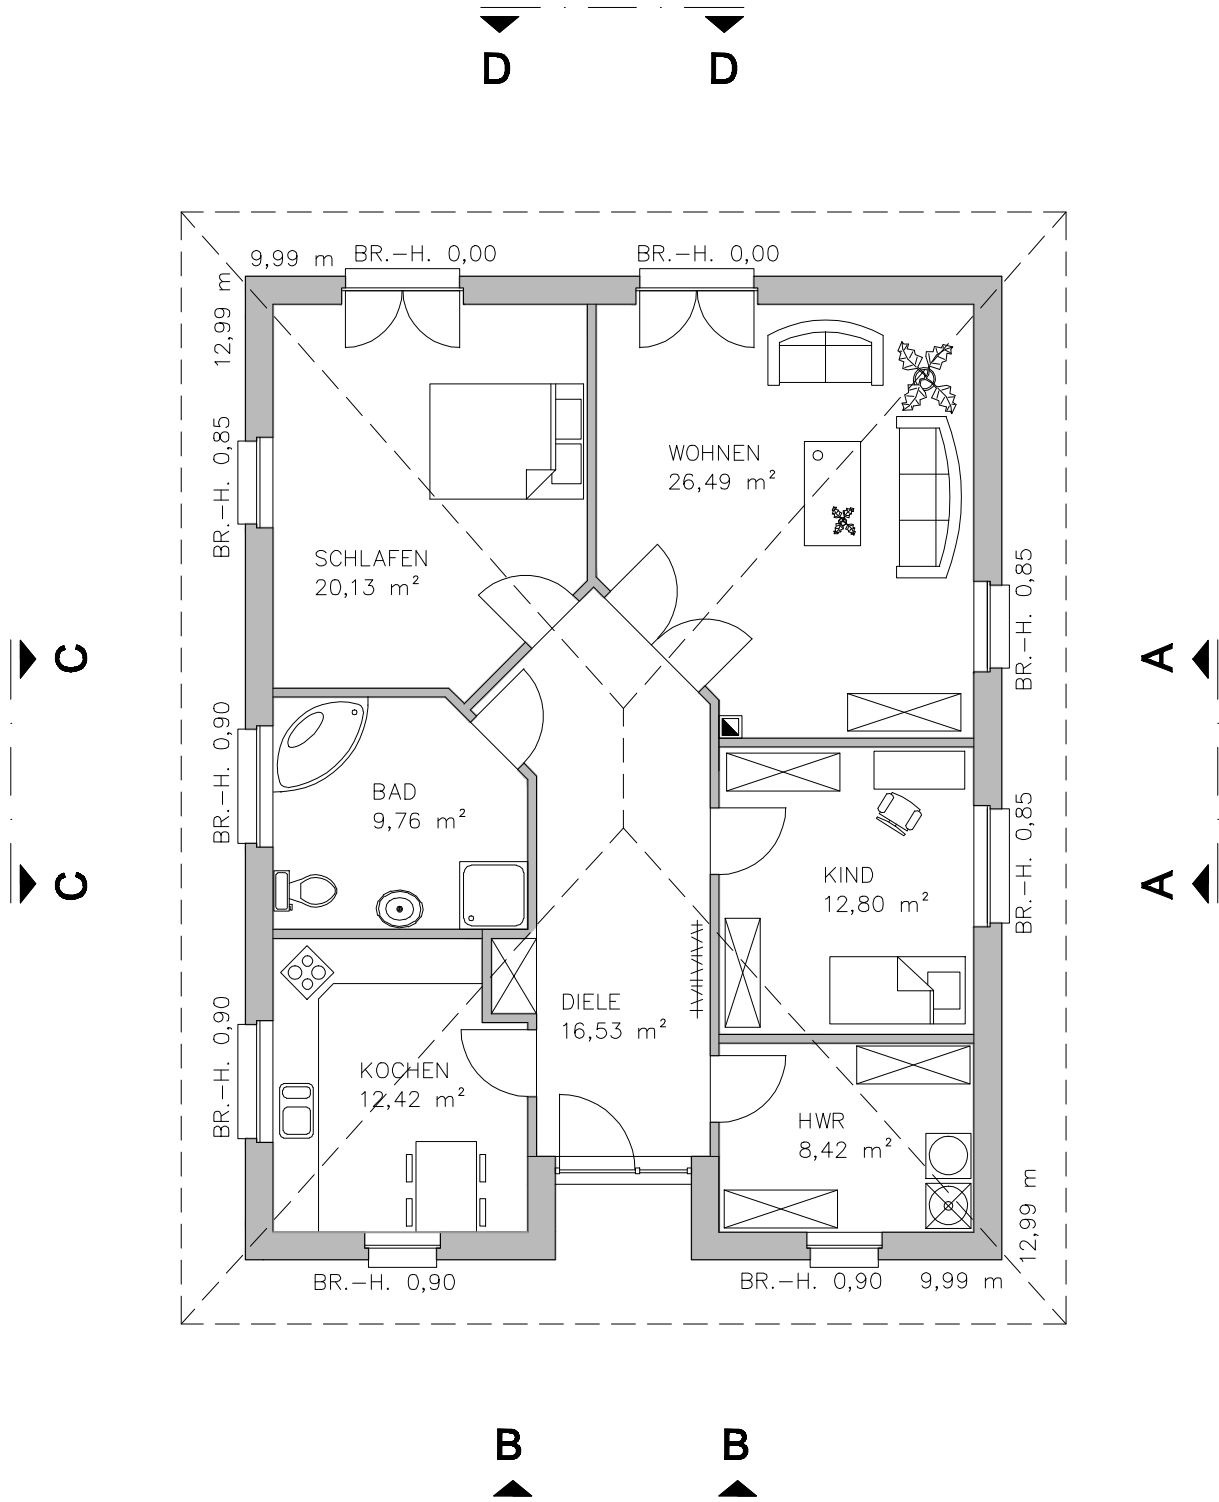 D D
9,99 m
BR.-H. 0,00
BR.-H. 0,00
12,99 m
BR.-H. 0,85
WOHNEN
26,49 m²
SCHLAFEN
20,13 m²
BR.-H. 0,85
C
A
BR.-H. 0,90
BAD
9,76 m²
BR.-H. 0,85
KIND
12,80 m²
C
A
BR.-H. 0,90
DIELE
16,53 m²
KOCHEN
12,42 m²
HWR
8,42 m²
12,99 m
BR.-H. 0,90
BR.-H. 0,90
9,99 m
B B